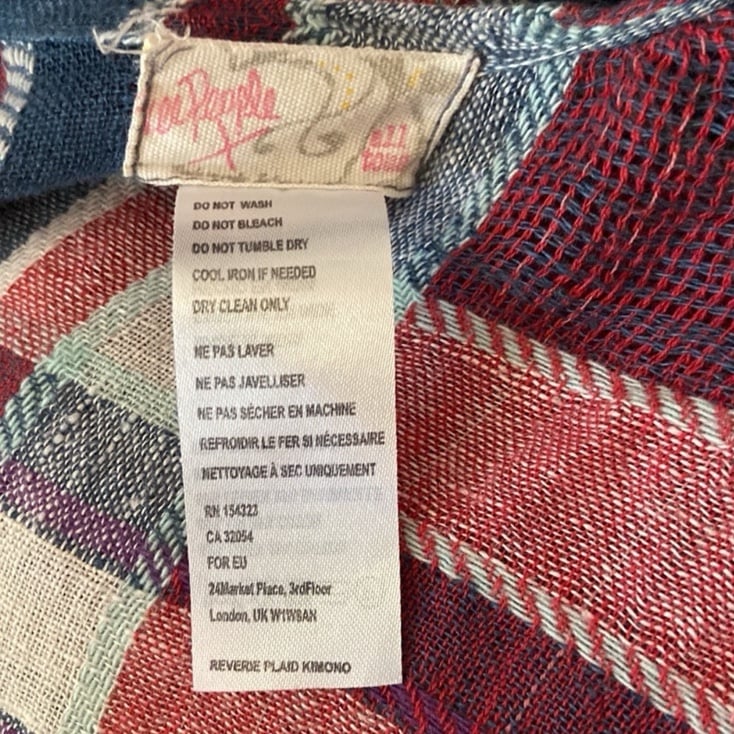 ee People
DO NOT WASH
DO NOT BLEACH
DO NOT TUMBLE DRY
COOL IRON IF NEEDED
DRY CLEAN ONLY
NE PAS LAVER
NE PAS JAVELLISER
NE PAS SÉCHER EN MACHINE
REFROIDIR LE FER SI NÉCESSAIRE
NETTOYAGE À SEC UNIQUEMENT
RN 154323
CA 32054
FOR EU
24Market Place, 3rdFloor
London, UK W1W8AN
REVERSE PLAID KIMONO